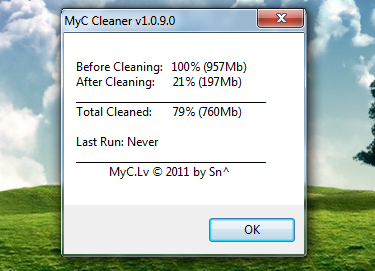 MyC Cleaner v1.0.9.0
Before Cleaning: 100% (957Mb)
After Cleaning: 21% (197Mb)
Total Cleaned: 79% (760Mb)
Last Run: Never
MyC.Lv © 2011 by Sn^
OK